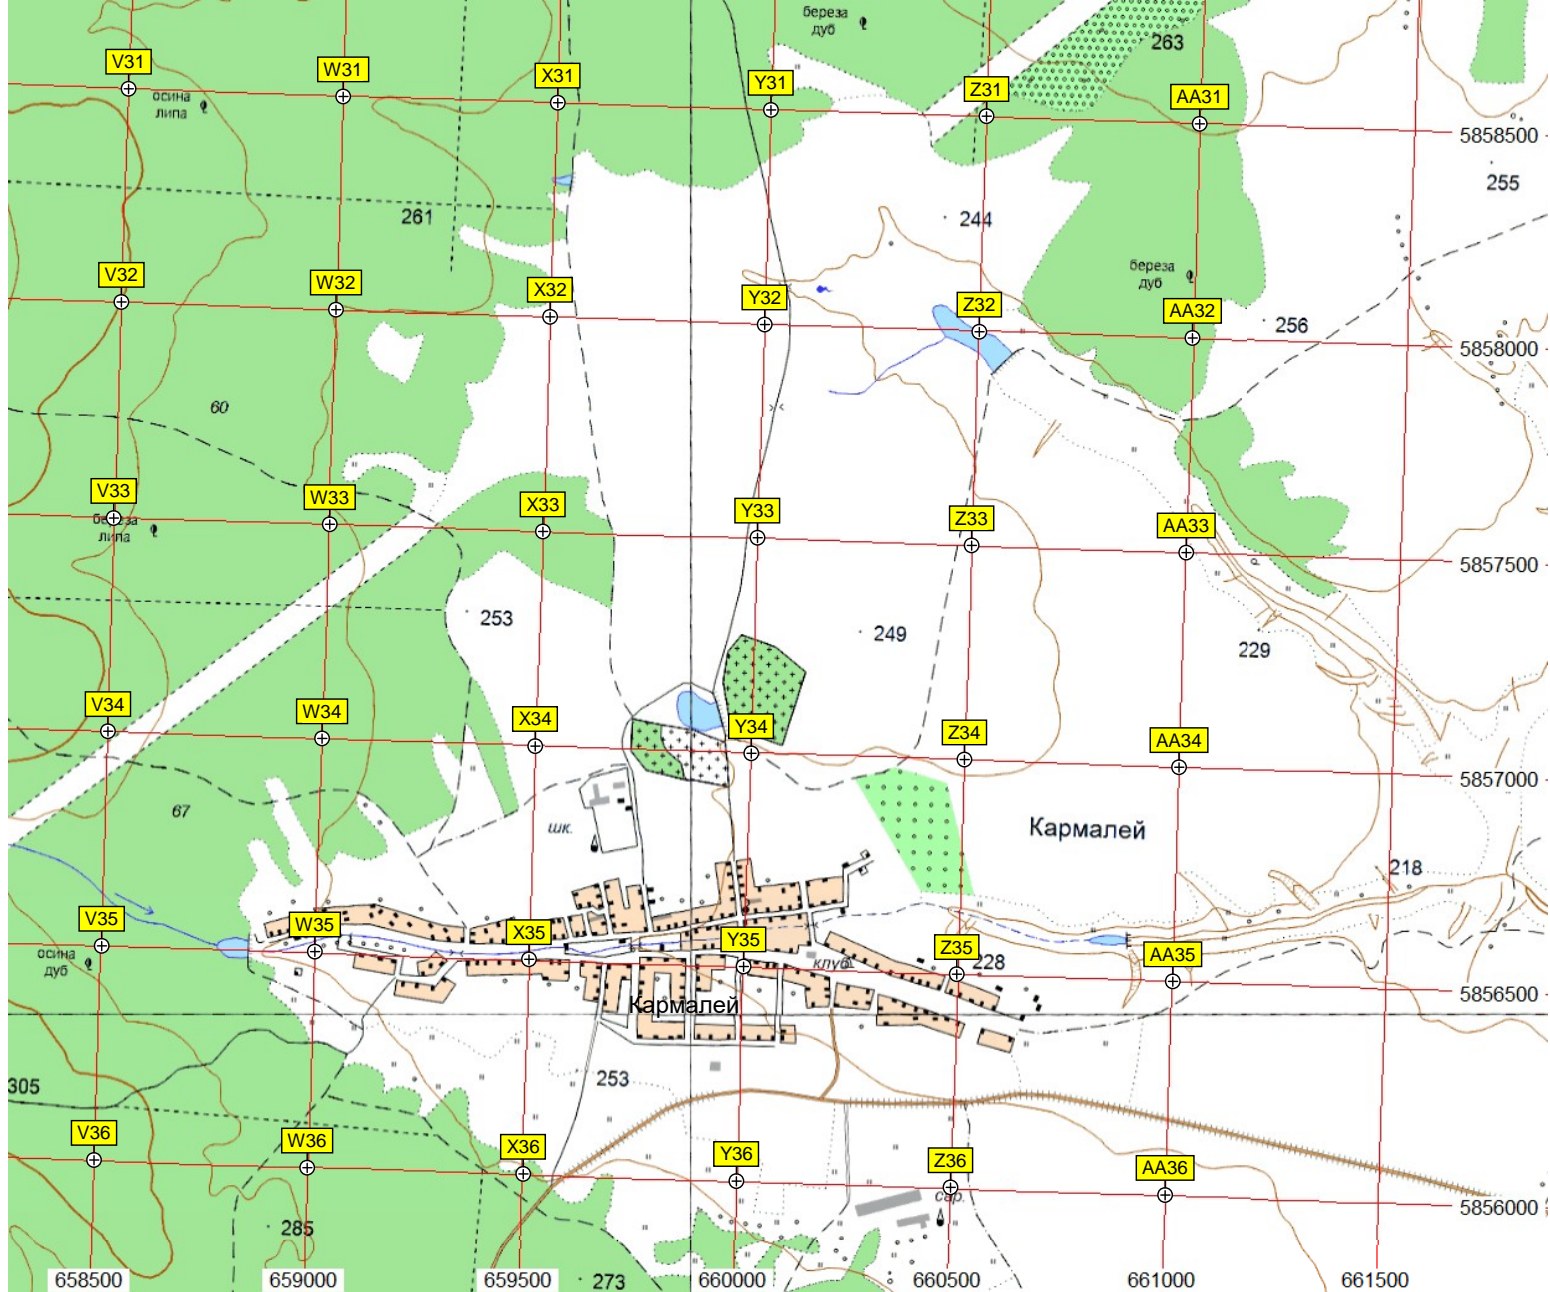 береза
дуб
263
V31
W31
X31
Y31
Z31
AA31
осина
липа
5858500
255
261
244
береза
дуб
V32
W32
X32
Y32
Z32
AA32
256
5858000
60
V33
W33
X33
Y33
Z33
AA33
береза
липа
5857500
253
249
229
V34
W34
X34
Y34
Z34
AA34
5857000
67
шк.
Кармалей
218
V35
W35
X35
Y35
Z35
AA35
осина
дуб
клуб
228
5856500
Кармалей
305
253
V36
W36
X36
Y36
Z36
AA36
сар.
5856000
285
273
658500
659000
659500
660000
660500
661000
661500